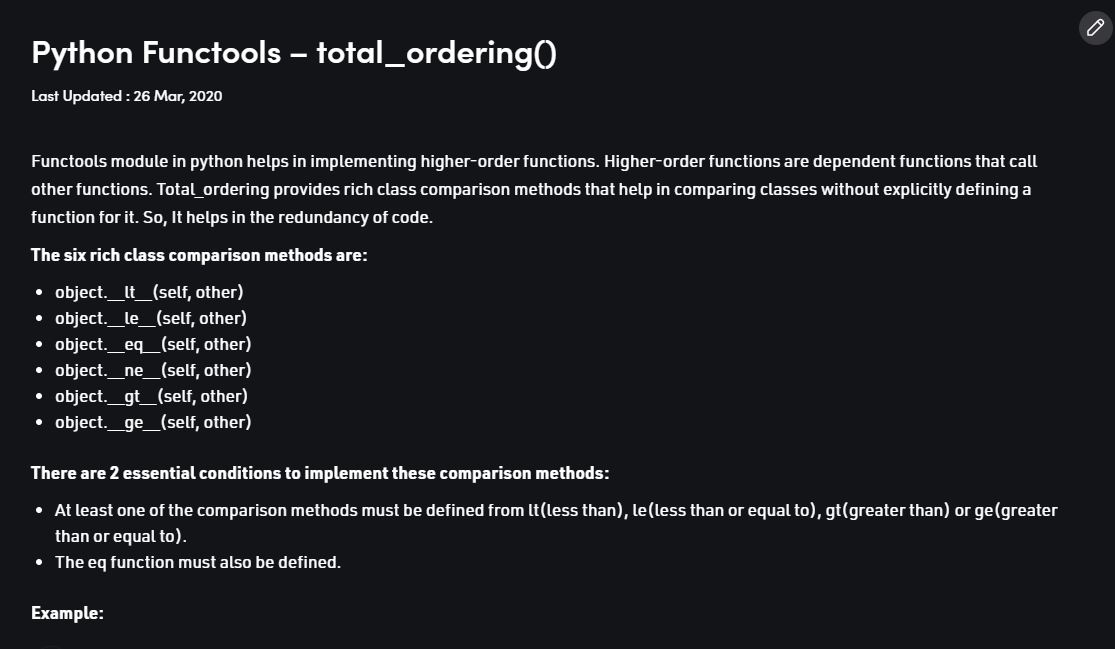 Python Functools – total_ordering()
Last Updated : 26 Mar, 2020
Functools module in python helps in implementing higher-order functions. Higher-order functions are dependent functions that call
other functions. Total_ordering provides rich class comparison methods that help in comparing classes without explicitly defining a
function for it. So, It helps in the redundancy of code.
The six rich class comparison methods are:
• object.__lt__(self, other)
• object.__le__(self, other)
• object.__eq__(self, other)
• object.__ne__(self, other)
• object.__gt__(self, other)
• object.__ge__(self, other)
There are 2 essential conditions to implement these comparison methods:
• At least one of the comparison methods must be defined from lt(less than), le(less than or equal to), gt(greater than) or ge(greater
than or equal to).
• The eq function must also be defined.
Example: